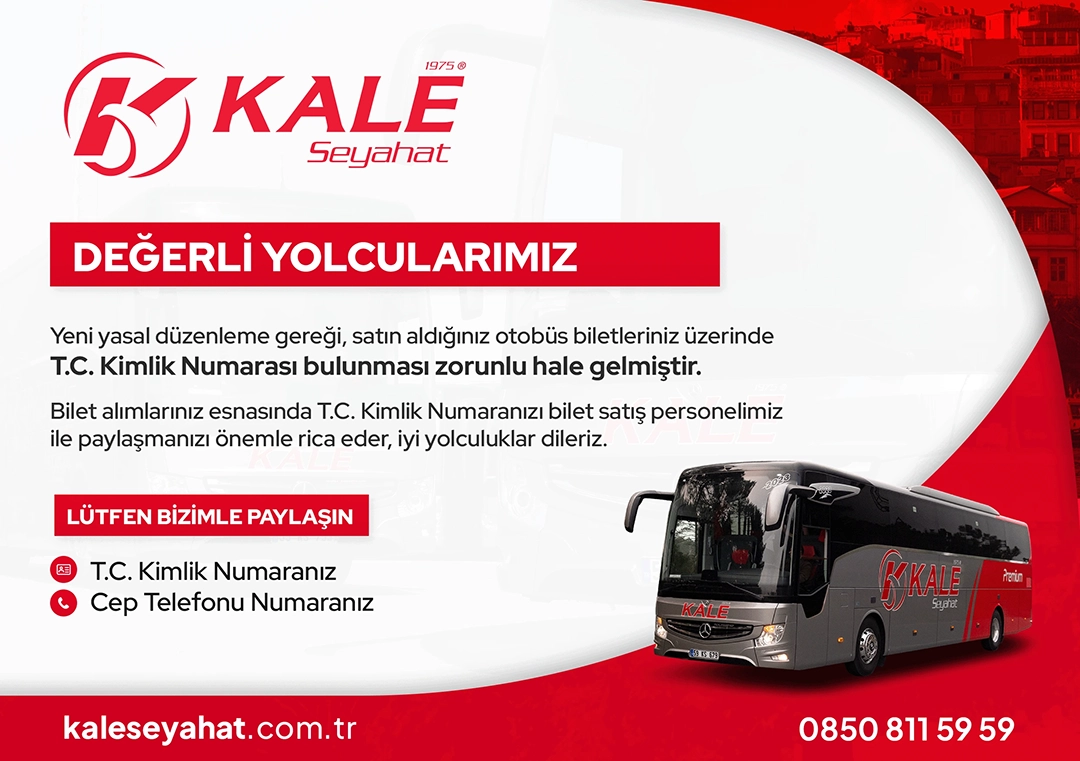 1975 ®
KALE
Seyahat
DEĞERLİ YOLCULARIMIZ
Yeni yasal düzenleme gereği, satın aldığınız otobüs biletleriniz üzerinde
T.C. Kimlik Numarası bulunması zorunlu hale gelmiştir.
Bilet alımlarınız esnasında T.C. Kimlik Numaranızı bilet satış personelimiz
ile paylaşmanızı önemle rica eder, iyi yolculuklar dileriz.
LÜTFEN BİZİMLE PAYLAŞIN
T.C. Kimlik Numaranız
Cep Telefonu Numaranız
KALE
KALE
Seyahat
Premium
59 KS 679
kaleseyahat.com.tr
0850 811 59 59